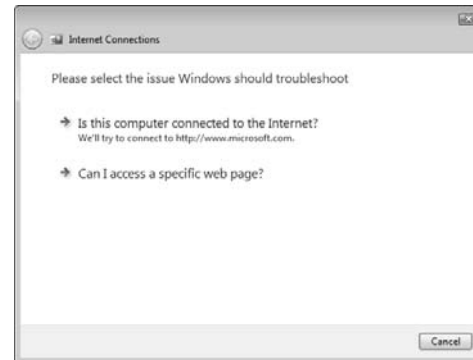 Internet Connections
Please select the issue Windows should troubleshoot
Is this computer connected to the Internet?
We'll try to connect to http://www.microsoft.com.
Can I access a specific web page?
Cancel